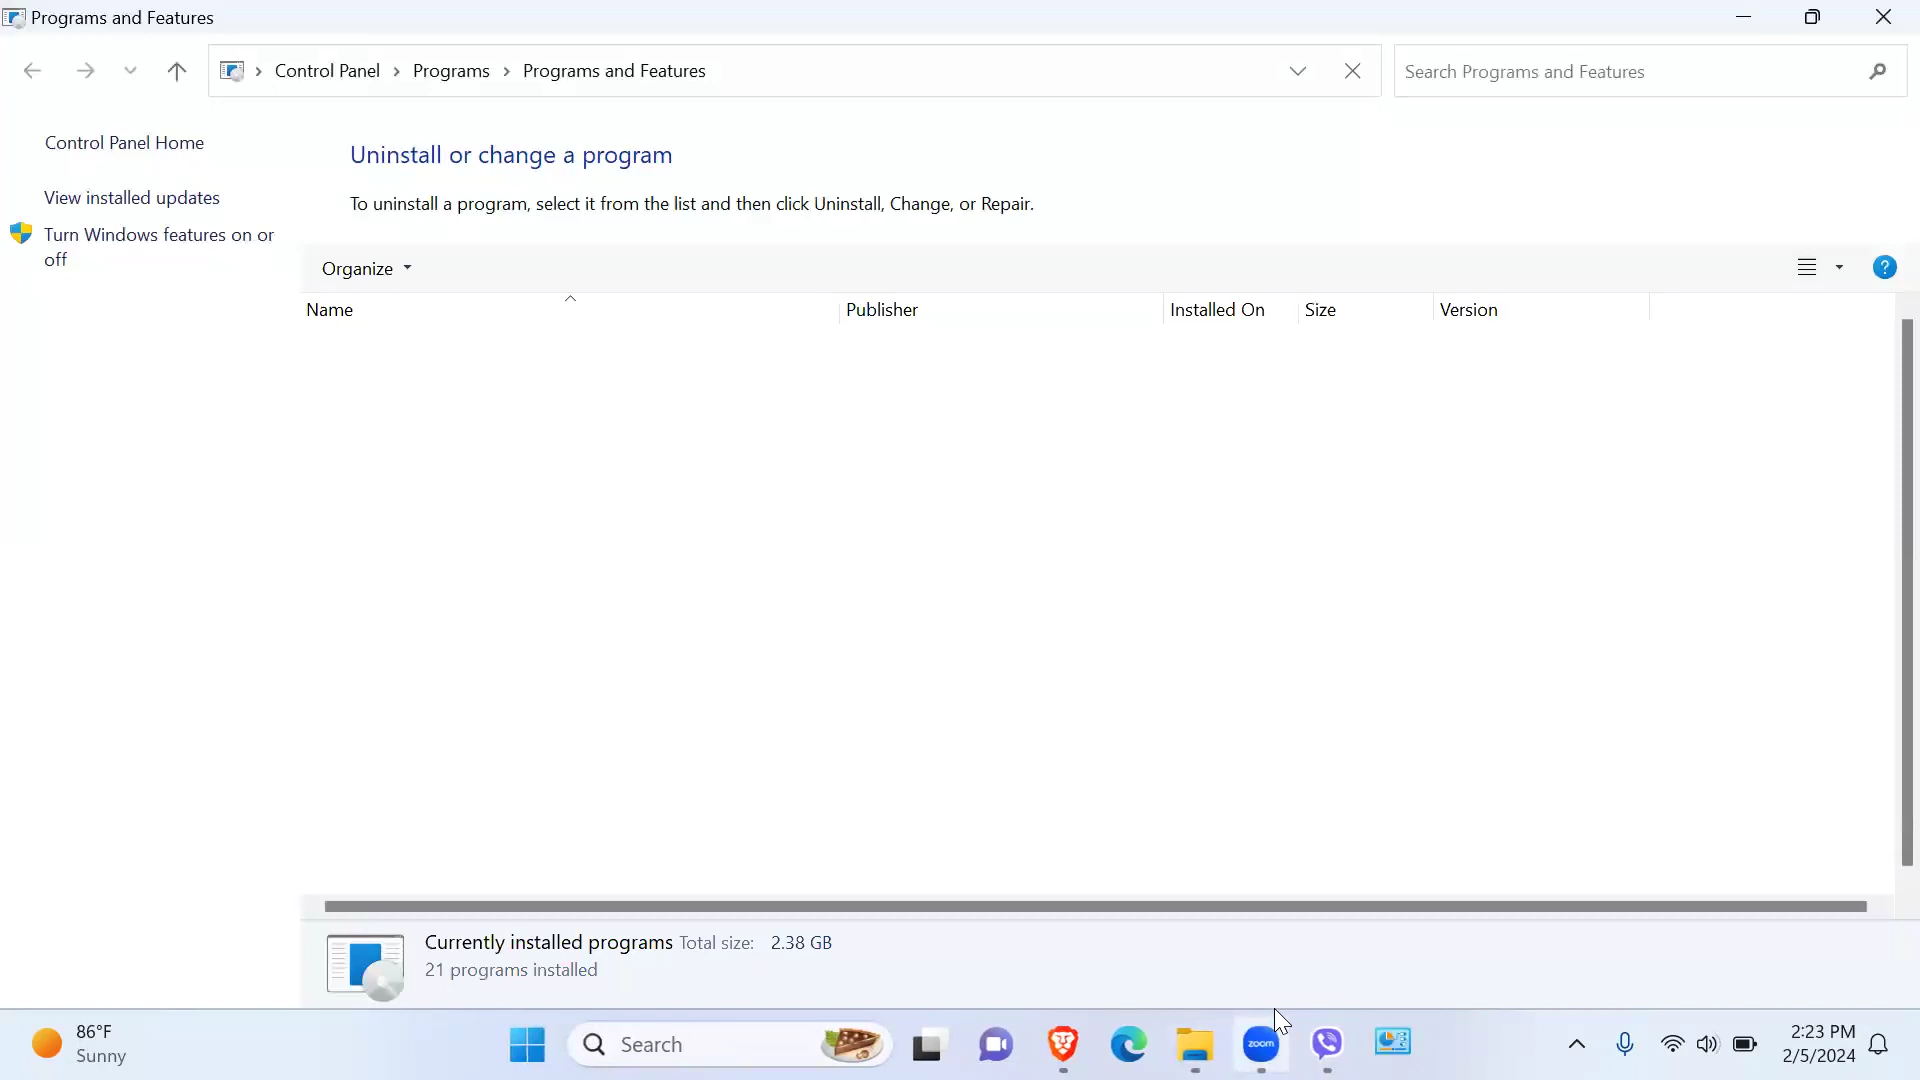 Programs and Features
Control Panel > Programs > Programs and Features
Search Programs and Features
Control Panel Home
View installed updates
Turn Windows features on or
off
Uninstall or change a program
To uninstall a program, select it from the list and then click Uninstall, Change, or Repair.
Organize
Name Publisher Installed On Size Version
Currently installed programs Total size: 2.38 GB
21 programs installed
86°F
Sunny
Search
zoom
2:23 PM
2/5/2024